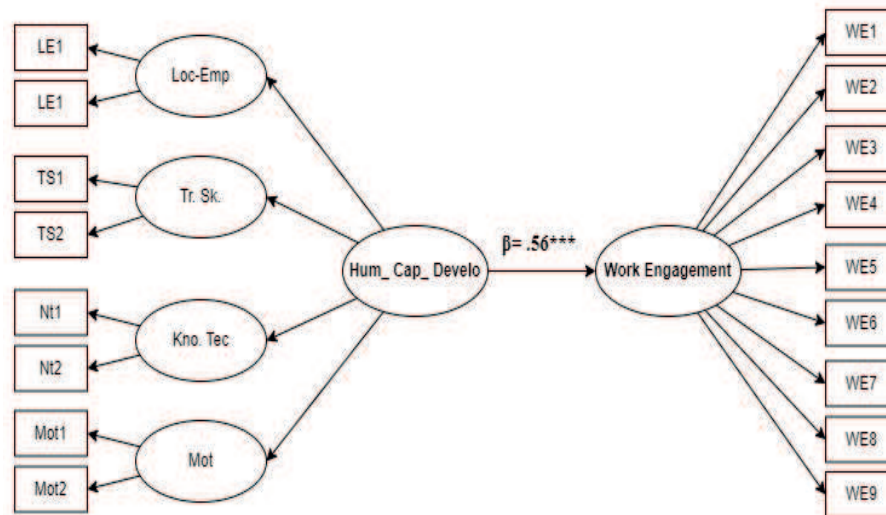 LE1
LE1
TS1
TS2
Nt1
Nt2
Mot1
Mot2
Loc-Emp
Tr. Sk.
Kno. Tec
Mot
Hum_ Cap_ Develo
β= .56***
Work Engagement
WE1
WE2
WE3
WE4
WE5
WE6
WE7
WE8
WE9